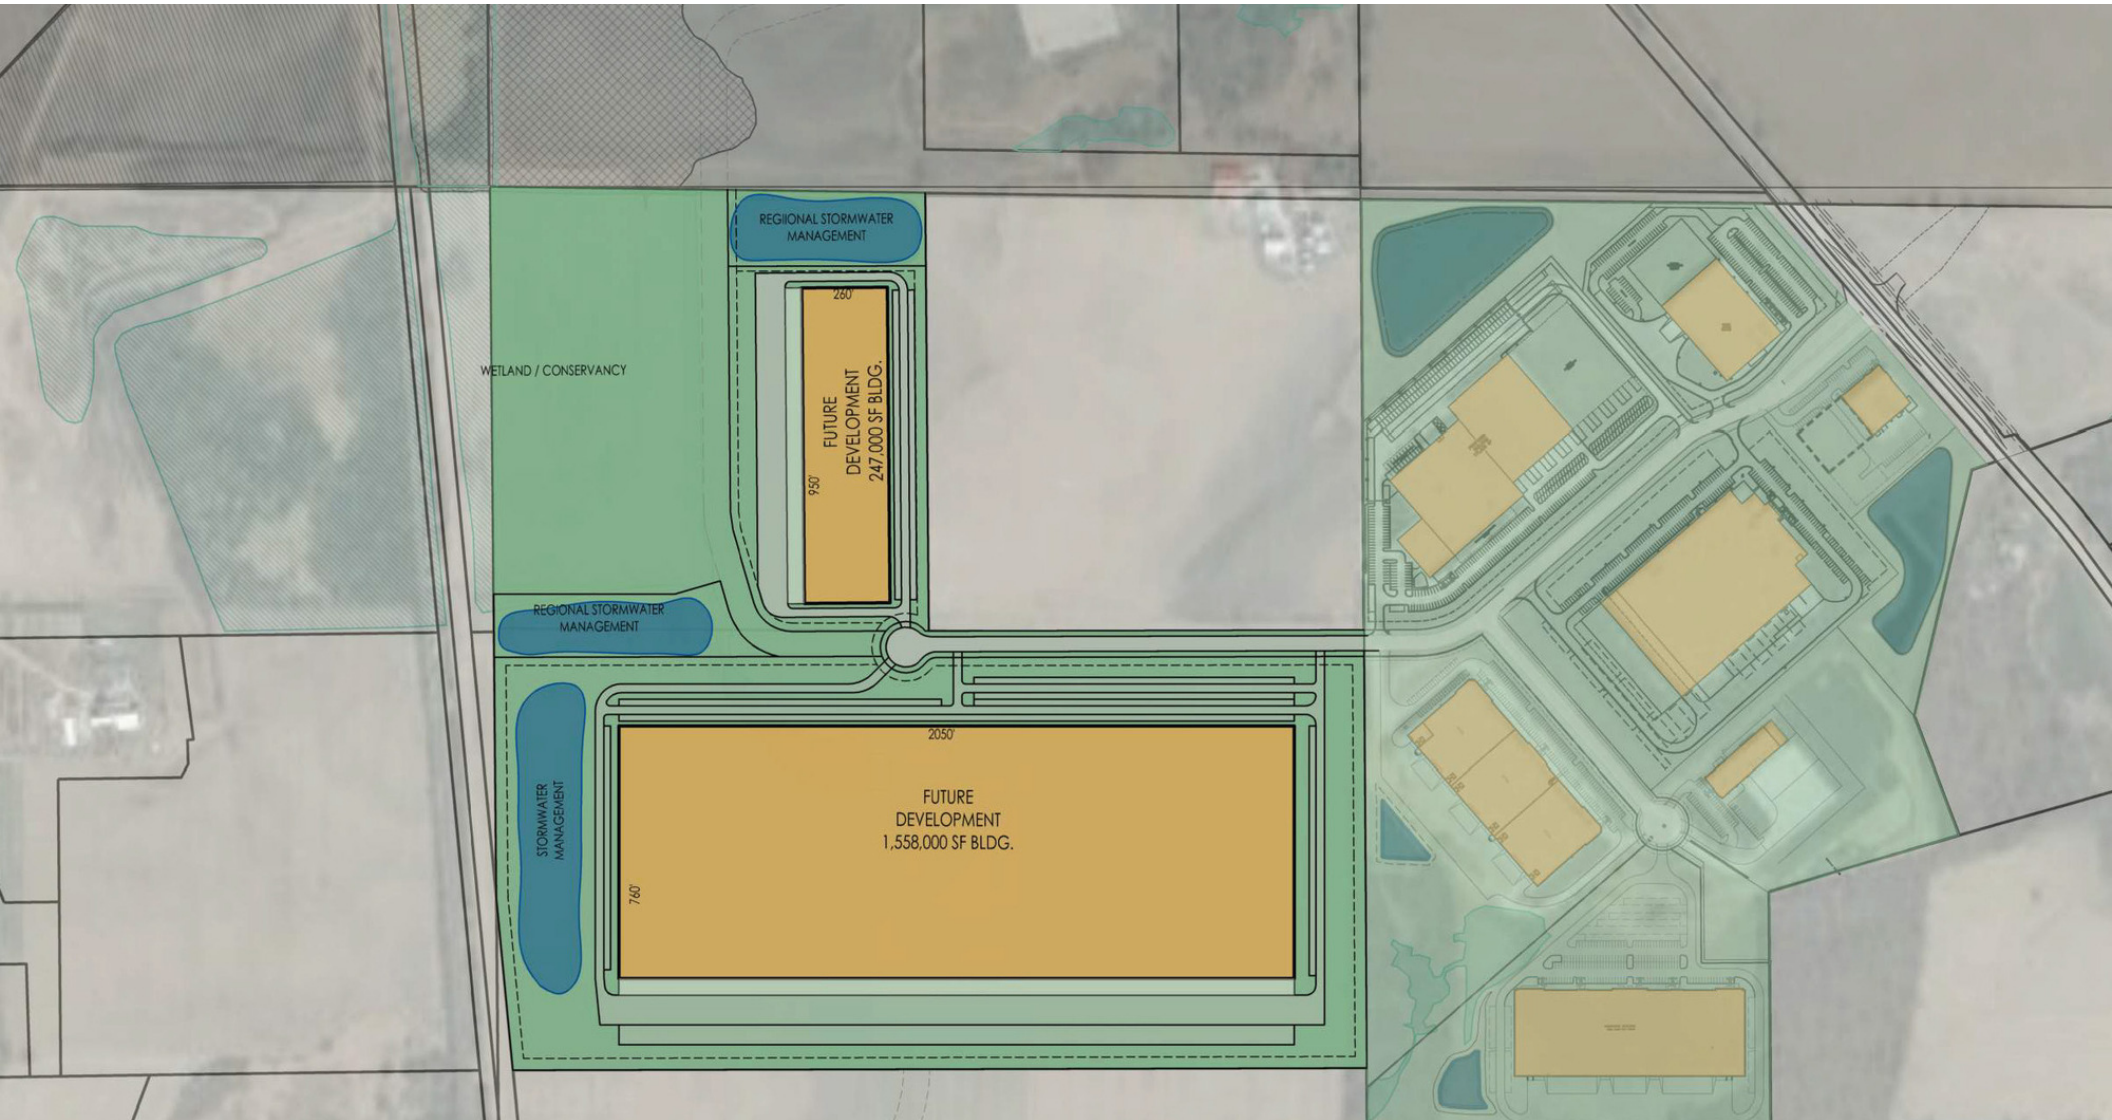 REGIIONAL STORMWATER
MANAGEMENT
260'
WETLAND / CONSERVANCY
FUTURE
DEVELOPMENT
247,000 SF BLDG.
950'
REGIONAL STORMWATER
MANAGEMENT
2050'
FUTURE
DEVELOPMENT
1,558,000 SF BLDG.
760'
STORMWATER
MANAGEMENT